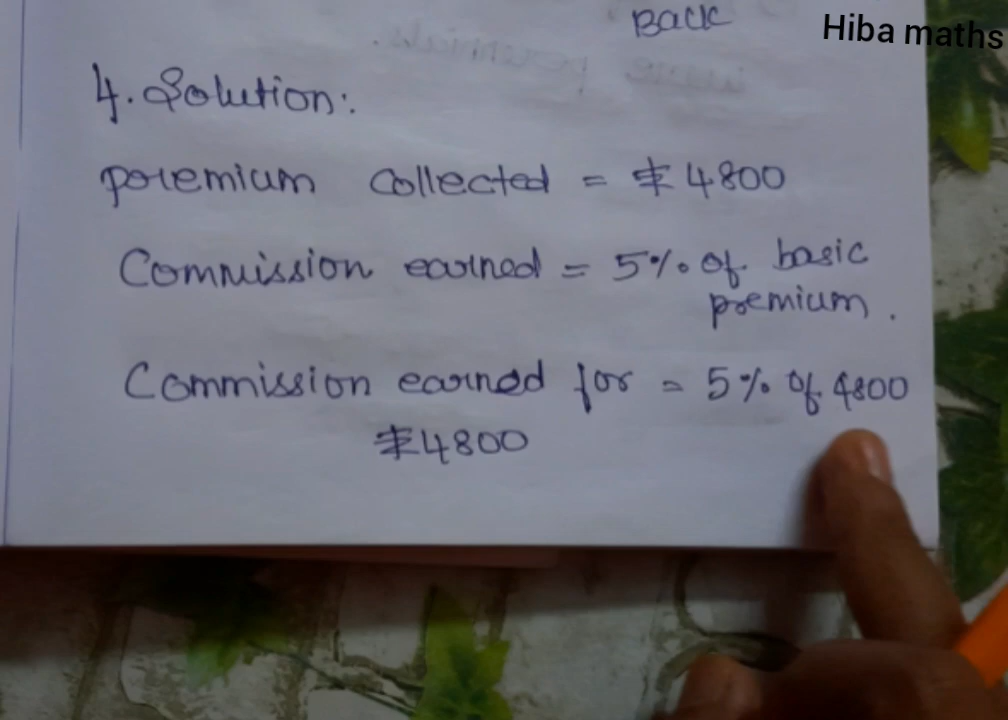 Back
Hiba maths
4. Solution:
premium collected = ₹ 4800
Commission earned = 5% of basic
premium.
Commission earned for = 5% of 4800
₹4800